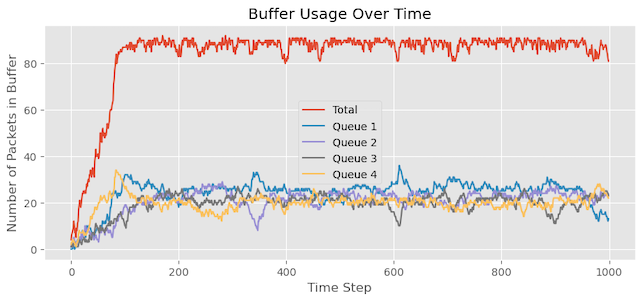 Buffer Usage Over Time
Number of Packets in Buffer
80
60
40
20
0
Total
Queue 1
Queue 2
Queue 3
Queue 4
0 200 400 600 800 1000
Time Step